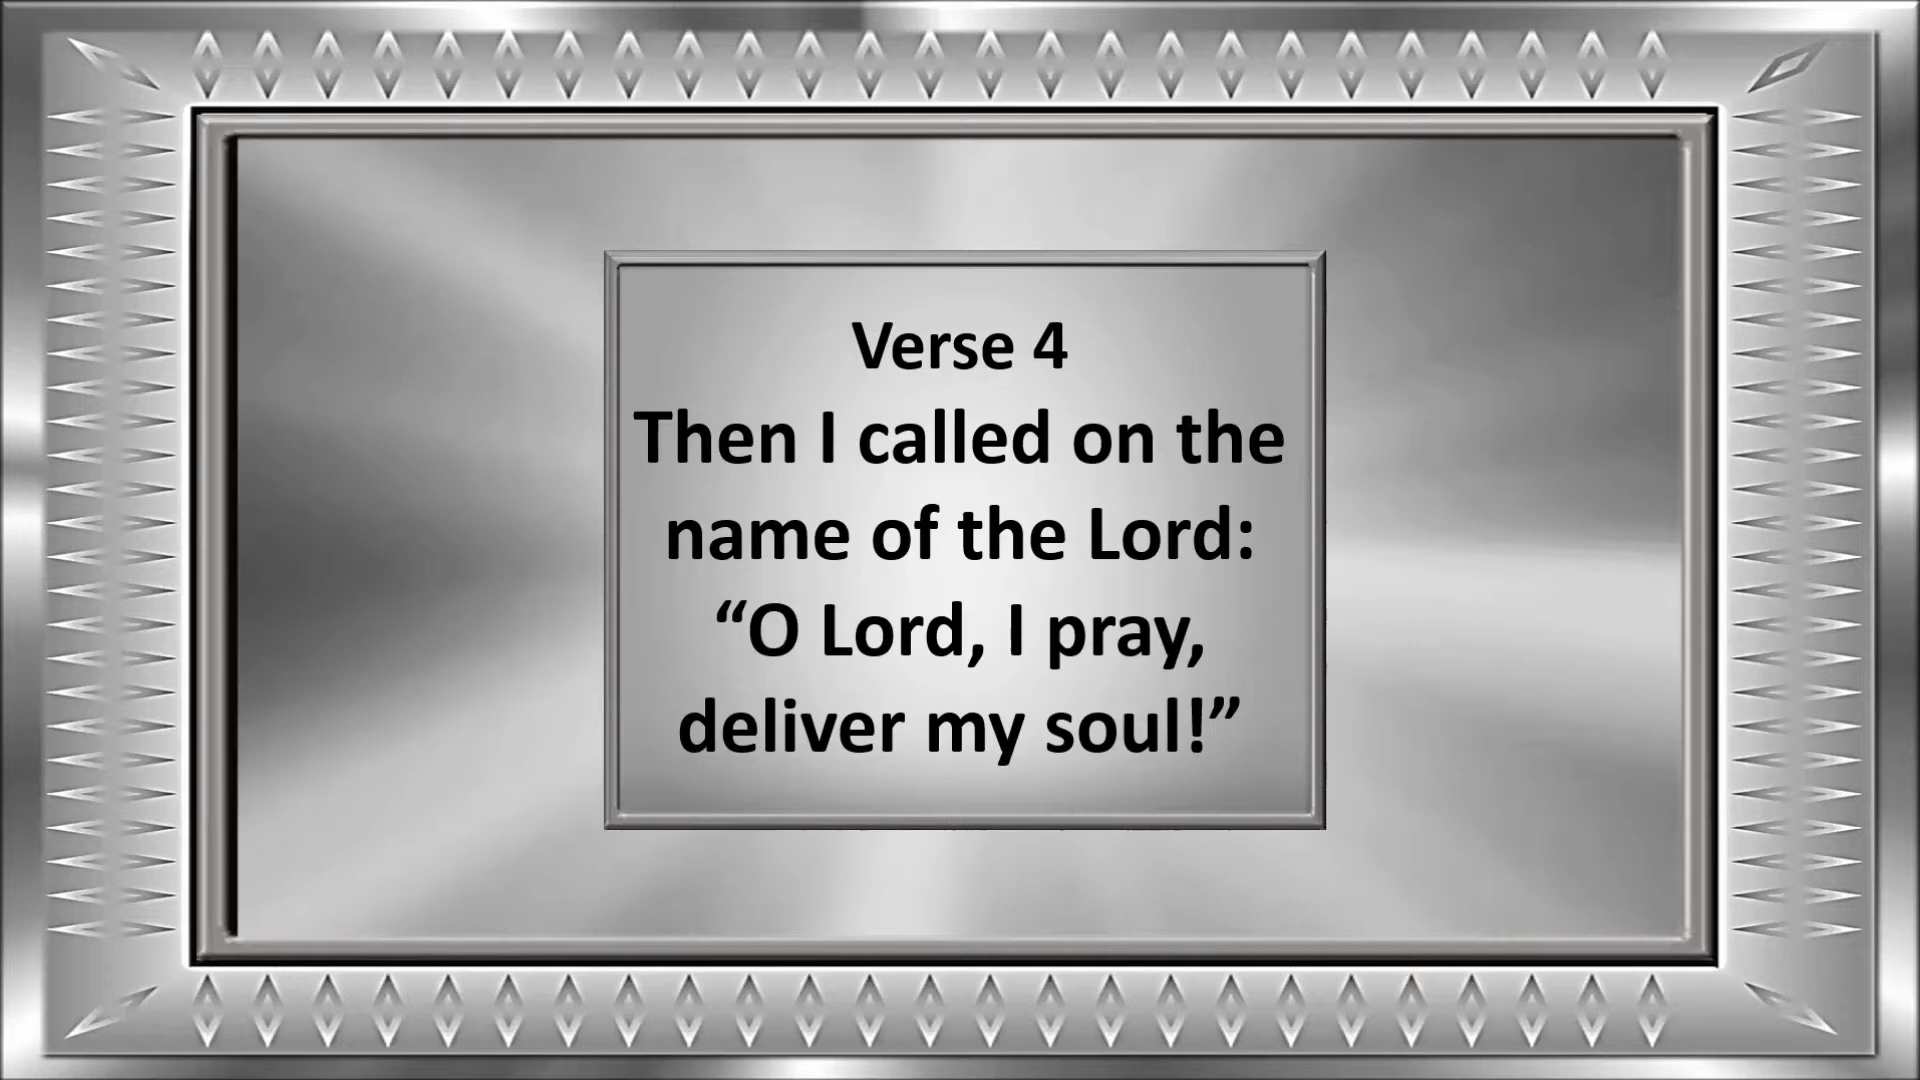 Verse 4
Then I called on the
name of the Lord:
“O Lord, I pray,
deliver my soul!”